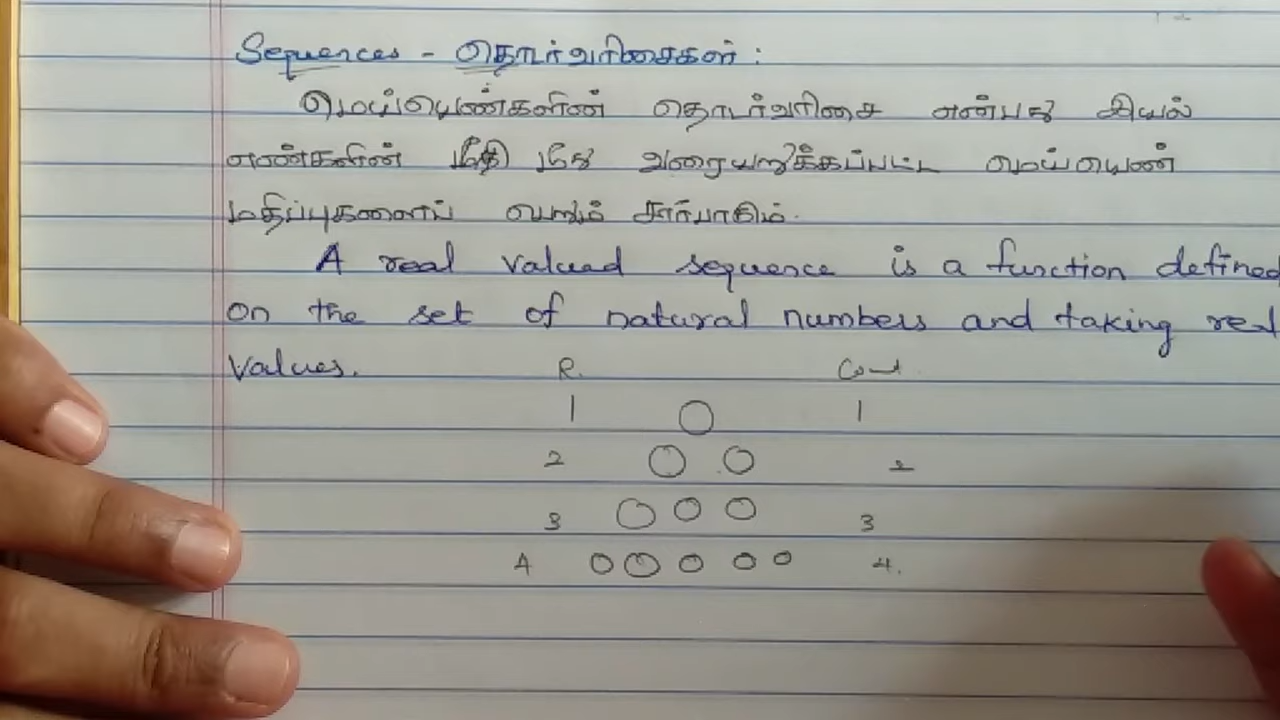 Sequences - தொடர்வரிசைகள் :
மெய்யெண்களின் தொடர்வரிசை என்பது இயல்
எண்களின் மீது வரையறுக்கப்பட்ட மெய்யெண்
மதிப்புகளைப் பெறும் சார்பாகும்.
A real valued sequence is a function defined
on the set of natural numbers and taking real
values. R.
1 1
2 2
3 3
4 4.